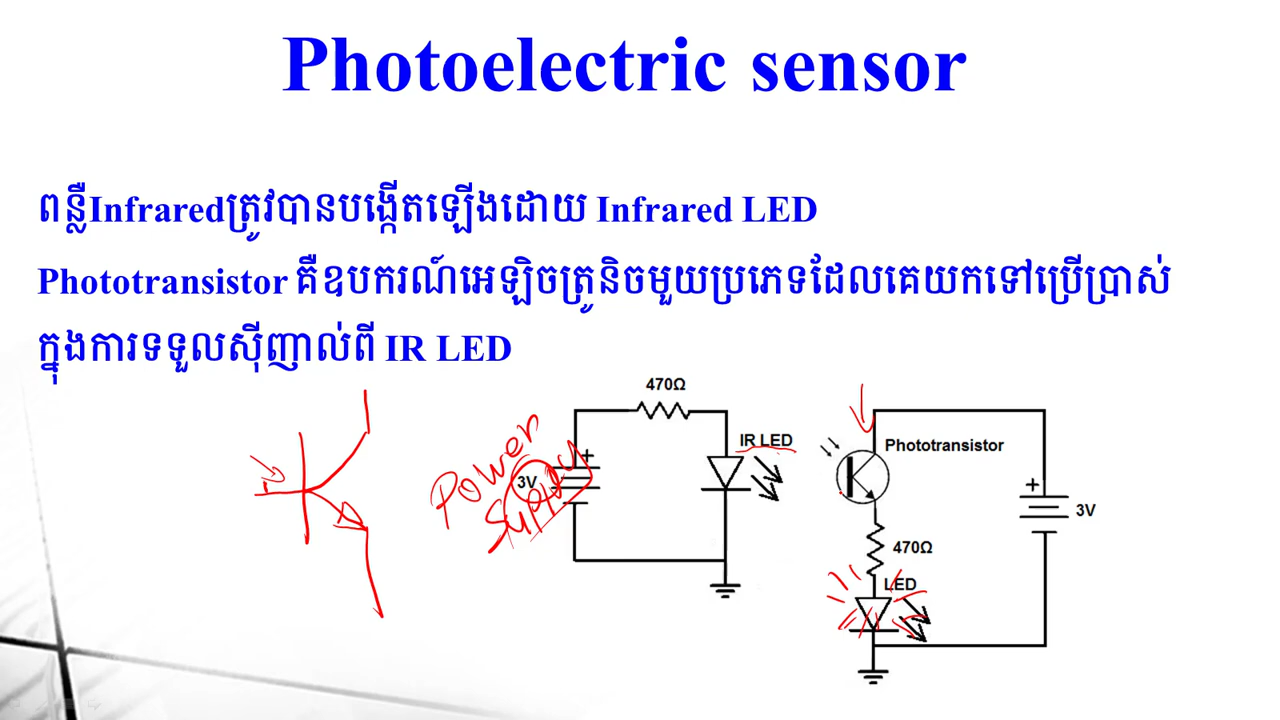 Photoelectric sensor
ពន្លឺInfraredត្រូវបានបង្កើតឡើងដោយ Infrared LED
Phototransistor គឺឧបករណ៍អេឡិចត្រូនិចមួយប្រភេទដែលគេយកទៅប្រើប្រាស់
ក្នុងការទទួលស៊ីញាល់ពី IR LED
470Ω
IR LED
Power
Supply
3V
+
Phototransistor
+
3V
470Ω
LED